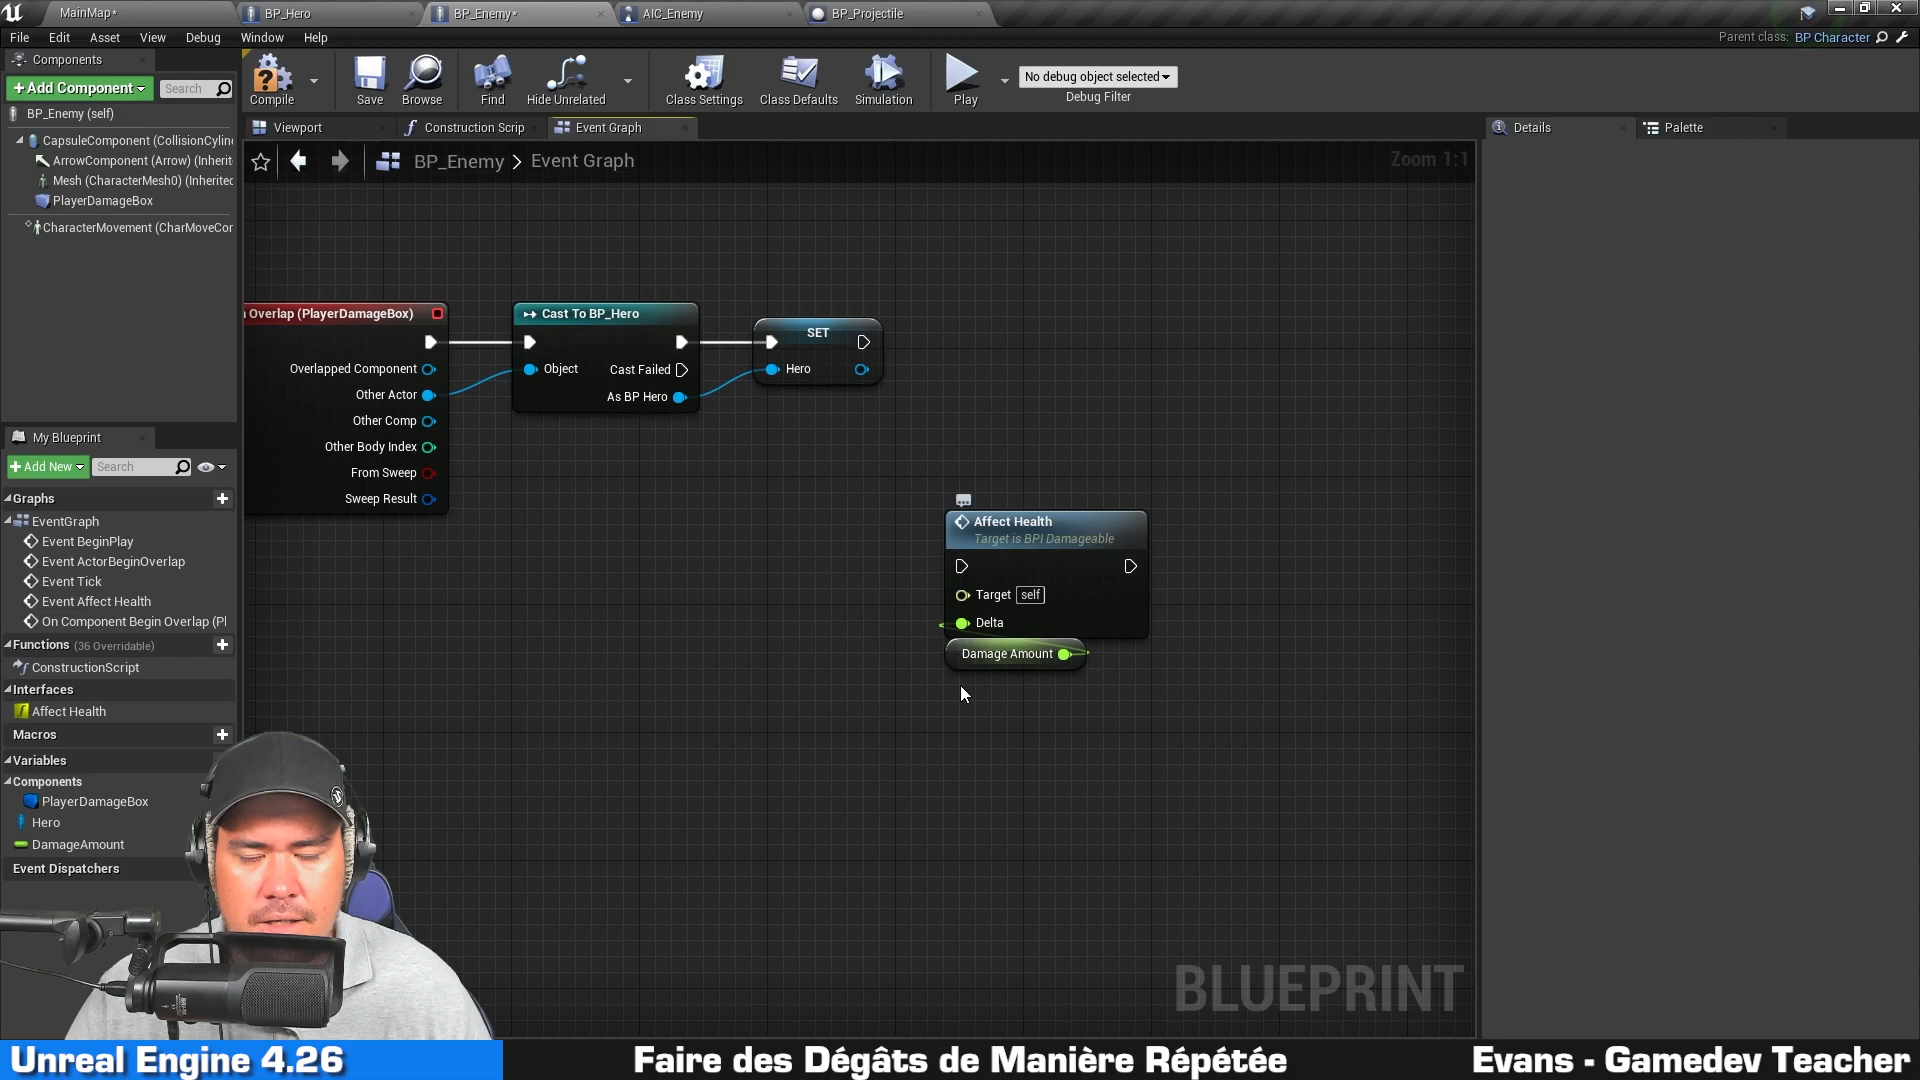 MainMap*
BP_Hero
BP_Enemy*
AIC_Enemy
BP_Projectile
File Edit Asset View Debug Window Help
Parent class: BP Character
Components
+Add Component
Search
Compile
Save
Browse
Find
Hide Unrelated
Class Settings
Class Defaults
Simulation
Play
No debug object selected
Debug Filter
BP_Enemy (self)
CapsuleComponent (CollisionCylin
ArrowComponent (Arrow) (Inherit
Mesh (CharacterMesh0) (Inherited
PlayerDamageBox
CharacterMovement (CharMoveCor
Viewport
Construction Scrip
Event Graph
Details
Palette
BP_Enemy > Event Graph
Zoom 1:1
Overlap (PlayerDamageBox)
Overlapped Component
Other Actor
Other Comp
Other Body Index
From Sweep
Sweep Result
Cast To BP_Hero
Object
Cast Failed
As BP Hero
SET
Hero
Affect Health
Target is BPI Damageable
Target self
Delta
Damage Amount
My Blueprint
+Add New
Search
Graphs
EventGraph
Event BeginPlay
Event ActorBeginOverlap
Event Tick
Event Affect Health
On Component Begin Overlap (Pl
Functions (36 Overridable)
ConstructionScript
Interfaces
Affect Health
Macros
Variables
Components
PlayerDamageBox
Hero
DamageAmount
Event Dispatchers
BLUEPRINT
Unreal Engine 4.26
Faire des Dégâts de Manière Répétée
Evans - Gamedev Teacher